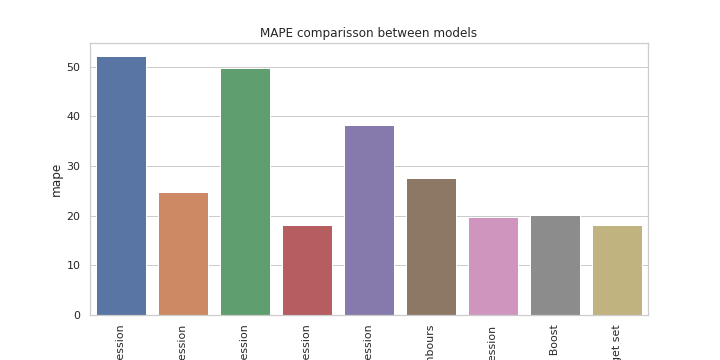 MAPE comparisson between models
mape
50
40
30
20
10
0
ession
ession
ession
ession
ession
nbours
ession
Boost
get set